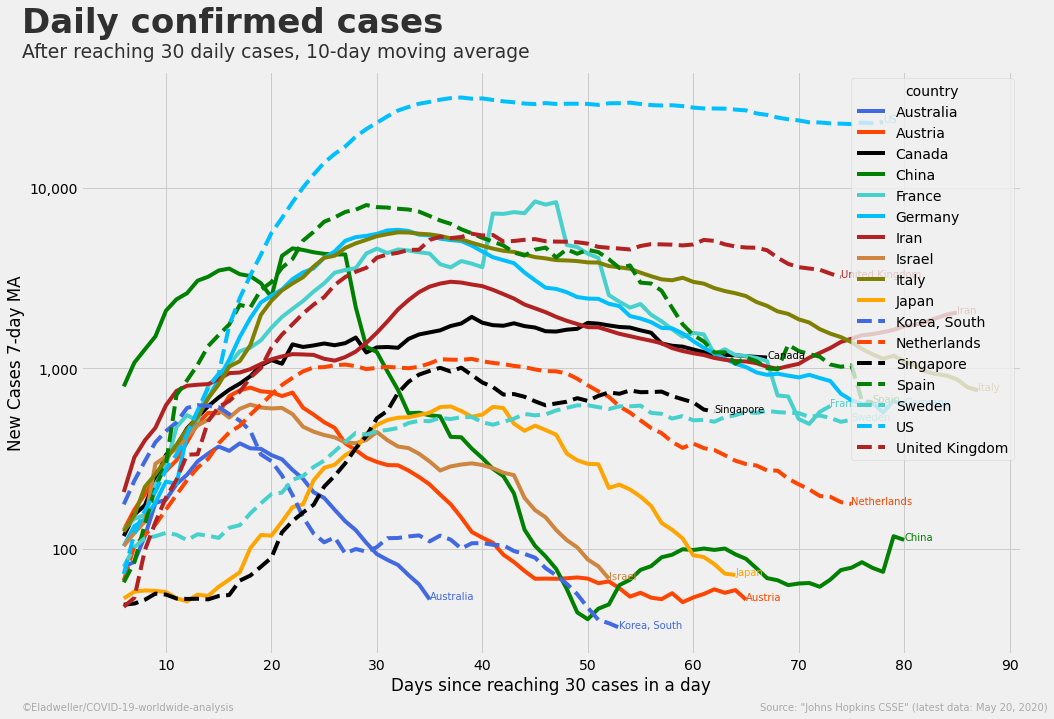 Daily confirmed cases
After reaching 30 daily cases, 10-day moving average
New Cases 7-day MA
10,000
1,000
100
10
20
30
40
50
60
70
80
90
Days since reaching 30 cases in a day
country
Australia
Austria
Canada
China
France
Germany
Iran
Israel
Italy
Japan
Korea, South
Netherlands
Singapore
Spain
Sweden
US
United Kingdom
US
United Kingdom
Iran
Canada
Italy
Spain
Singapore
Netherlands
China
Japan
Israel
Austria
Australia
Korea, South
©Eladweller/COVID-19-worldwide-analysis
Source: "Johns Hopkins CSSE" (latest data: May 20, 2020)